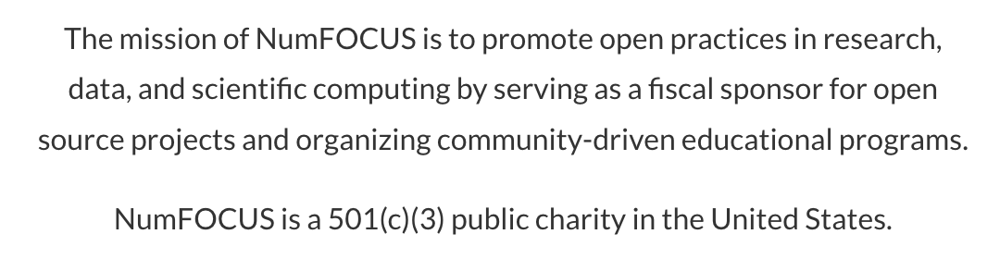 The mission of NumFOCUS is to promote open practices in research,
data, and scientific computing by serving as a fiscal sponsor for open
source projects and organizing community-driven educational programs.
NumFOCUS is a 501(c)(3) public charity in the United States.